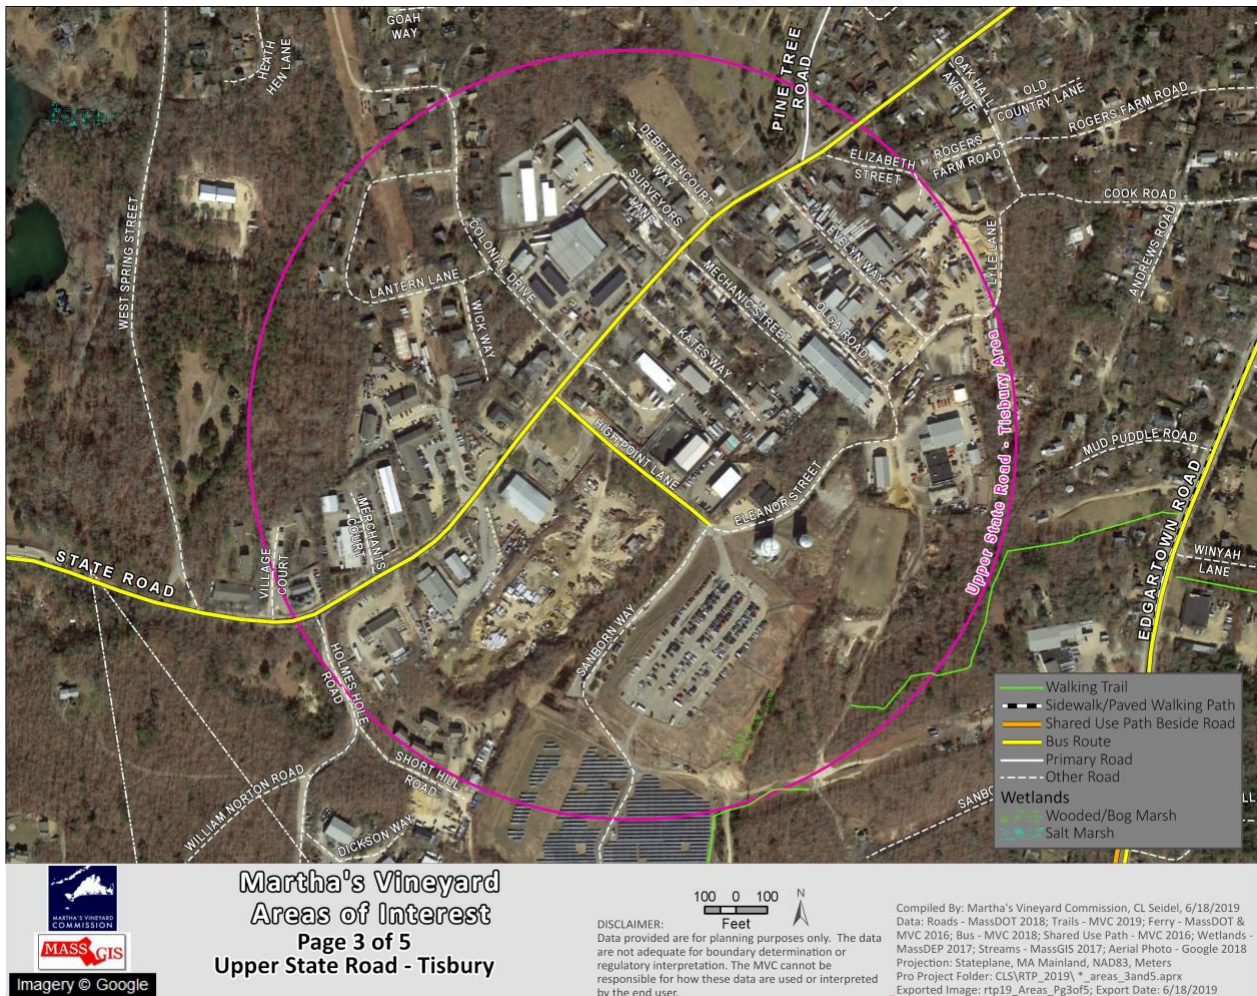 GOAH
WAY
HEATH
HEN LANE
PINE TREE
ROAD
OAK HALL
AVENUE
OLD
COUNTRY LANE
ROGERS FARM ROAD
ROGERS
FARM ROAD
ELIZABETH
STREET
DEBETTENCOURT
WAY
SURVEYORS
LANE
COOK ROAD
ANDREWS ROAD
LYLE LANE
EVELYN WAY
WEST SPRING STREET
COLONIAL DRIVE
LANTERN LANE
WICK WAY
MECHANIC STREET
OLGA ROAD
KATES WAY
Upper State Road - Tisbury Area
MUD PUDDLE ROAD
HIGH POINT LANE
ELEANOR STREET
MERCHANTS
COURT
VILLAGE
COURT
STATE ROAD
EDGARTOWN ROAD
WINYAH
LANE
SANBORN WAY
HOLMES HOLE
ROAD
SHORT HILL
ROAD
WILLIAM NORTON ROAD
DICKSON WAY
Walking Trail
Sidewalk/Paved Walking Path
Shared Use Path Beside Road
Bus Route
Primary Road
Other Road
Wetlands
Wooded/Bog Marsh
Salt Marsh
MARTHA'S VINEYARD
COMMISSION
MASS GIS
Imagery © Google
Martha's Vineyard
Areas of Interest
Page 3 of 5
Upper State Road - Tisbury
100 0 100
Feet
N
DISCLAIMER:
Data provided are for planning purposes only. The data
are not adequate for boundary determination or
regulatory interpretation. The MVC cannot be
responsible for how these data are used or interpreted
by the end user.
Compiled By: Martha's Vineyard Commission, CL Seidel, 6/18/2019
Data: Roads - MassDOT 2018; Trails - MVC 2019; Ferry - MassDOT &
MVC 2016; Bus - MVC 2018; Shared Use Path - MVC 2016; Wetlands -
MassDEP 2017; Streams - MassGIS 2017; Aerial Photo - Google 2018
Projection: Stateplane, MA Mainland, NAD83, Meters
Pro Project Folder: CLS\RTP_2019\ *_areas_3and5.aprx
Exported Image: rtp19_Areas_Pg3of5; Export Date: 6/18/2019